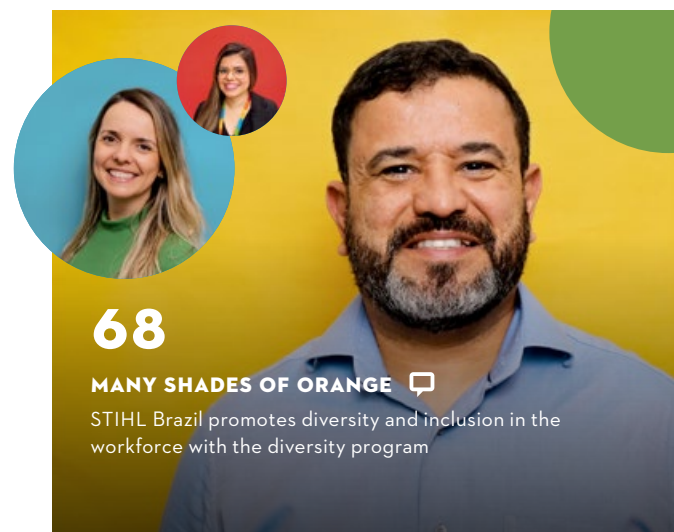 68
MANY SHADES OF ORANGE
STIHL Brazil promotes diversity and inclusion in the
workforce with the diversity program